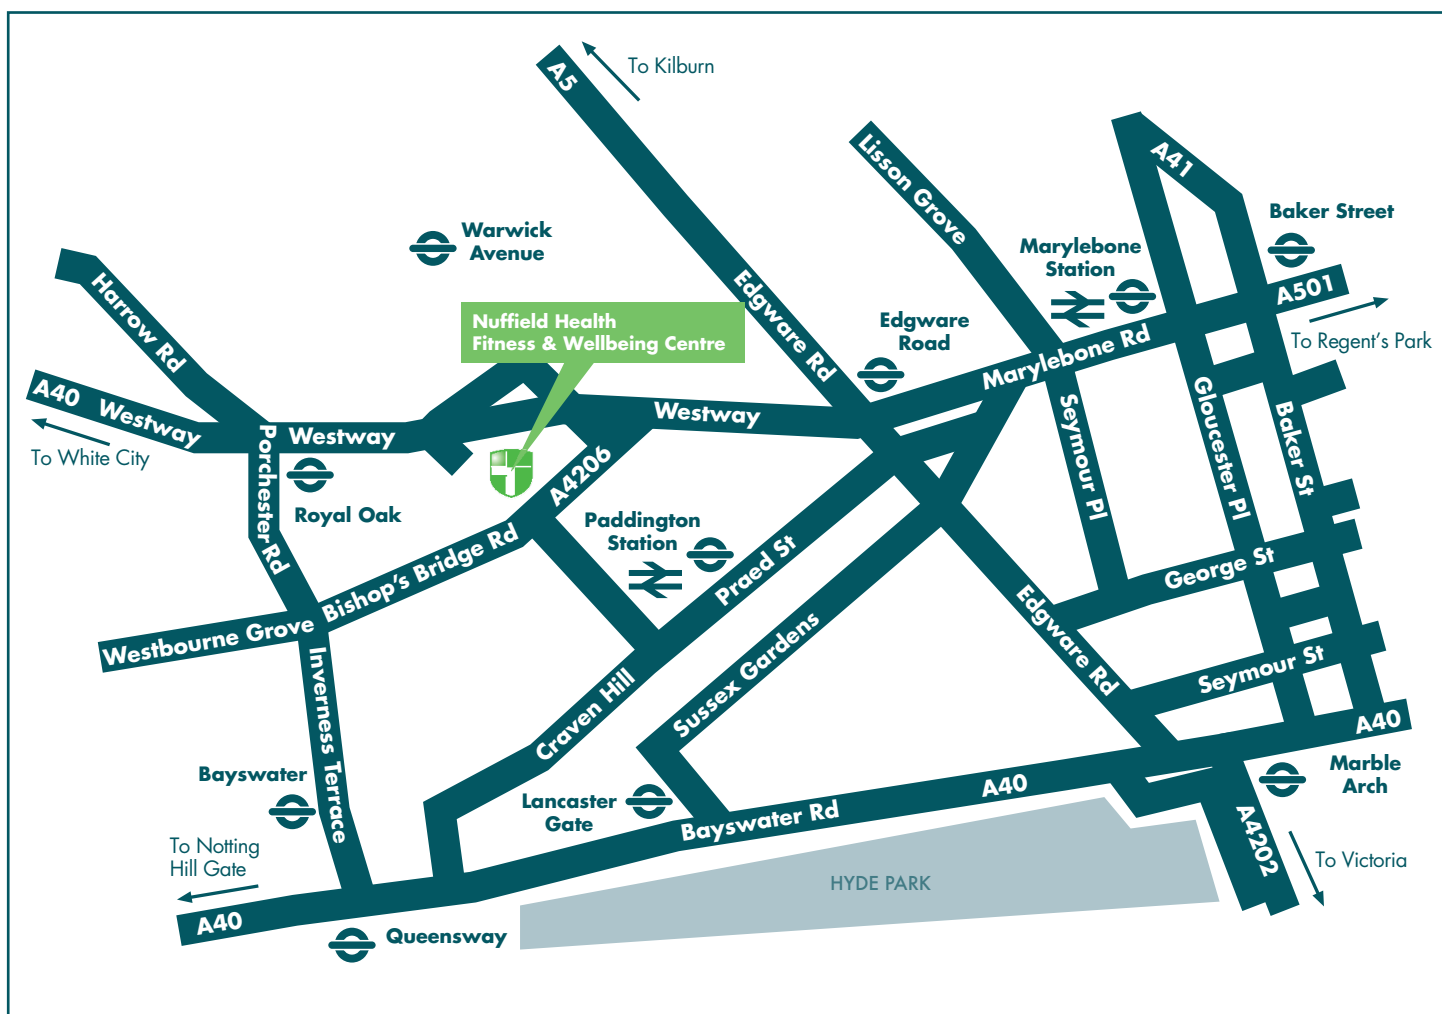 To Kilburn
A5
Lisson Grove
A41
Baker Street
Warwick
Avenue
Marylebone
Station
Harrow Rd
Edgware Rd
A501
Nuffield Health
Fitness & Wellbeing Centre
Edgware
Road
To Regent's Park
Marylebone Rd
A40
Westway
Westway
Westway
To White City
Porchester Rd
Royal Oak
A4206
Seymour Pl
Gloucester Pl
Baker St
Paddington
Station
Bishop's Bridge Rd
Praed St
George St
Westbourne Grove
Edgware Rd
Inverness Terrace
Craven Hill
Sussex Gardens
Seymour St
A40
Bayswater
Lancaster
Gate
A40
Marble
Arch
Bayswater Rd
To Notting
Hill Gate
A4202
To Victoria
HYDE PARK
A40
Queensway